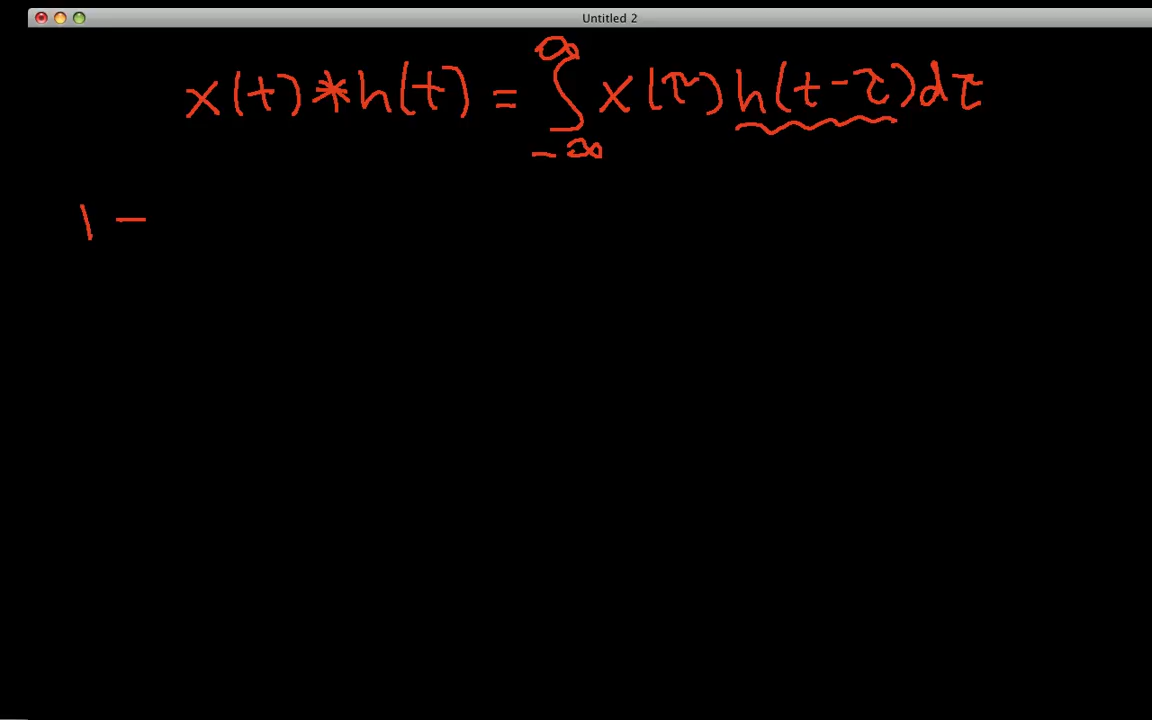 Untitled 2
x(t)*h(t) = ∫_{-∞}^{∞} x(τ) h(t-τ)dτ
1 -